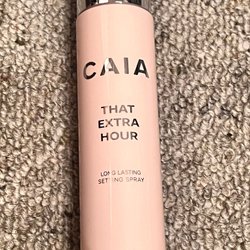 CAIA
THAT
EXTRA
HOUR
LONG LASTING
SETTING SPRAY